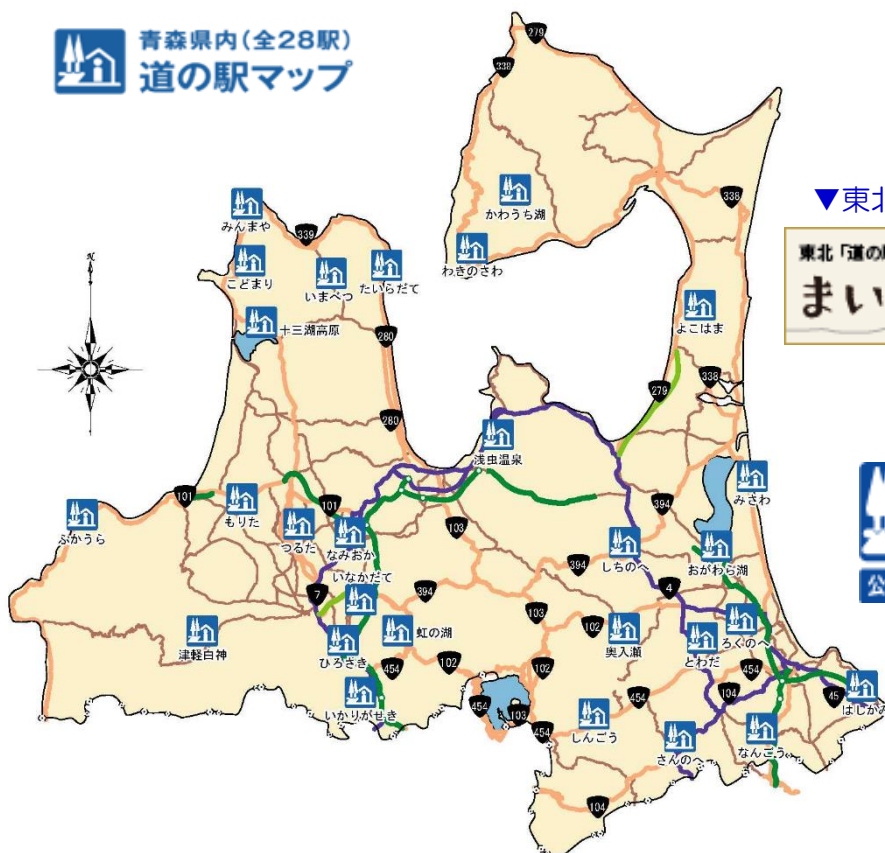 青森県内(全28駅)
道の駅マップ
279
338
かわうち湖
338
▼東北
みんまや
339
わきのさわ
東北「道の駅
まい
こどまり
いまべつ
たいらだて
十三湖高原
よこはま
280
279
338
280
浅虫温泉
101
もりた
みさわ
ふかうら
101
つるた
なみおか
103
394
しちのへ
おがわら湖
いなかだて
394
公
7
394
4
103
津軽白神
ひろさき
虹の湖
102
奥入瀬
とわだ
ろくのへ
454
102
102
454
いかりがせき
454
103
しんごう
104
45
はしかみ
454
さんのへ
なんごう
104